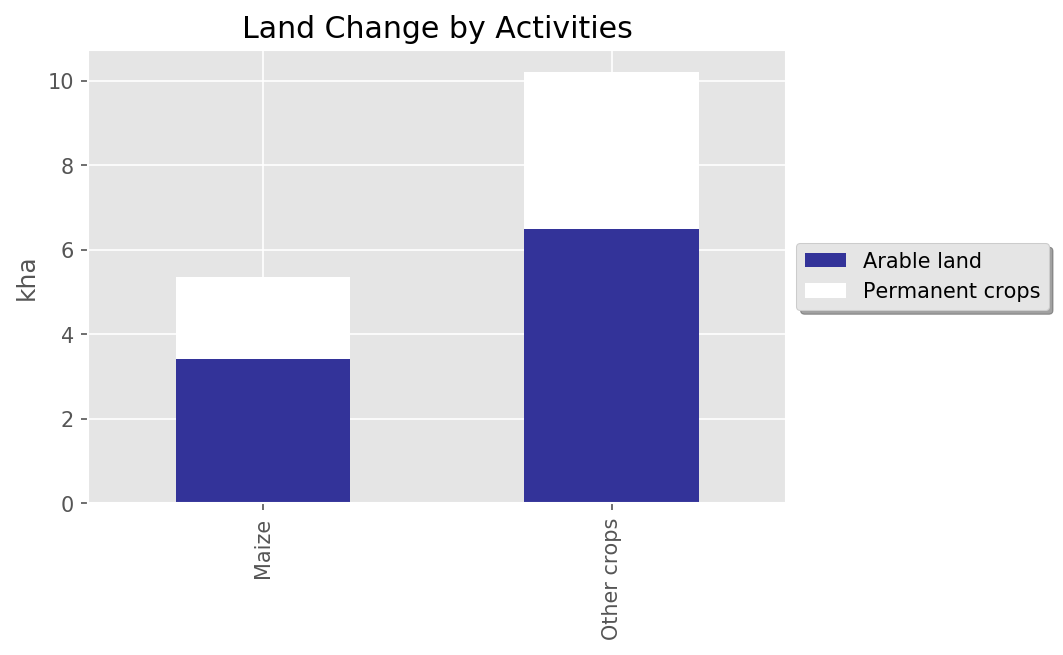 Land Change by Activities
kha
10
8
6
4
2
0
Maize
Other crops
Arable land
Permanent crops